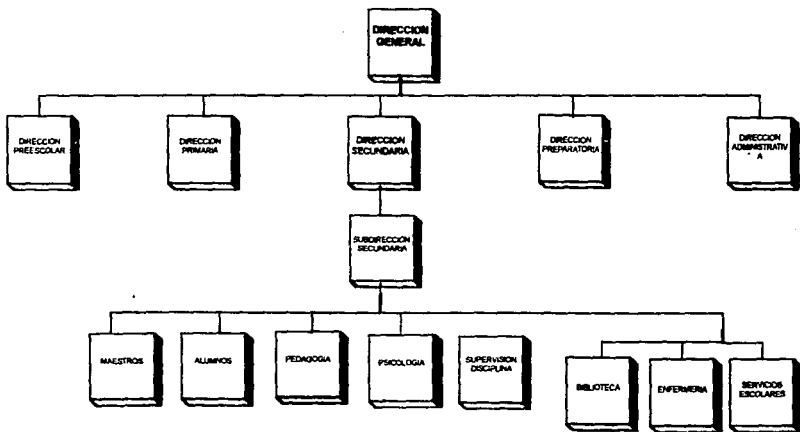 DIRECCION
GENERAL
DIRECCION
PREESCOLAR
DIRECCION
PRIMARIA
DIRECCION
SECUNDARIA
DIRECCION
PREPARATORIA
DIRECCION
ADMINISTRATIV
A
SUBDIRECCION
SECUNDARIA
MAESTROS
ALUMNOS
PEDAGOGIA
PSICOLOGIA
SUPERVISION
DISCIPLINA
BIBLIOTECA
ENFERMERIA
SERVICIOS
ESCOLARES